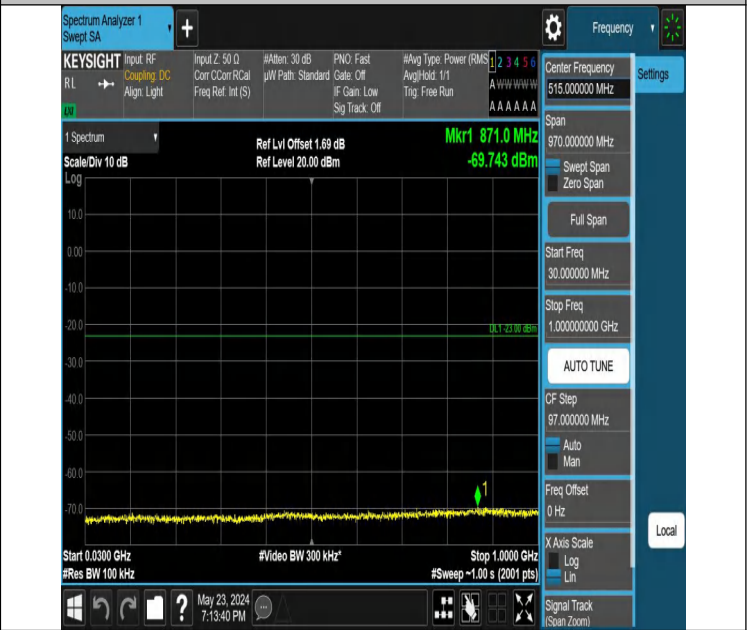 Spectrum Analyzer 1
Swept SA
+
Frequency
KEYSIGHT
RL
Input: RF
Coupling: DC
Align: Light
Input Z: 50 Ω
Corr CCorr RCal
Freq Ref: Int (S)
#Atten: 30 dB
µW Path: Standard
PNO: Fast
Gate: Off
IF Gain: Low
Sig Track: Off
#Avg Type: Power (RMS
Avg|Hold: 1/1
Trig: Free Run
1 2 3 4 5 6
A W W W W W
A A A A A A
1 Spectrum
Scale/Div 10 dB
Log
Ref Lvl Offset 1.69 dB
Ref Level 20.00 dBm
Mkr1 871.0 MHz
-69.743 dBm
10.0
0.00
-10.0
-20.0
DL1 -23.00 dBm
-30.0
-40.0
-50.0
-60.0
-70.0
1
Start 0.0300 GHz
#Res BW 100 kHz
#Video BW 300 kHz*
Stop 1.0000 GHz
#Sweep ~1.00 s (2001 pts)
?
May 23, 2024
7:13:40 PM
Center Frequency
515.000000 MHz
Settings
Span
970.000000 MHz
Swept Span
Zero Span
Full Span
Start Freq
30.000000 MHz
Stop Freq
1.000000000 GHz
AUTO TUNE
CF Step
97.000000 MHz
Auto
Man
Freq Offset
0 Hz
X Axis Scale
Log
Lin
Local
Signal Track
(Span Zoom)